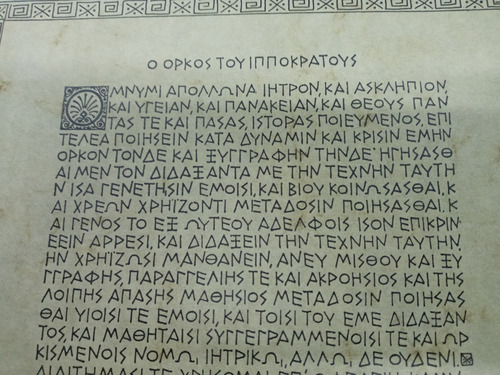 Ο ΟΡΚΟΣ ΤΟΥ ΙΠΠΟΚΡΑΤΟΥΣ
ΟΜΝΥΜΙ ΑΠΟΛΛΩΝΑ ΙΗΤΡΟΝ, ΚΑΙ ΑΣΚΛΗΠΙΟΝ,
ΚΑΙ ΥΓΕΙΑΝ, ΚΑΙ ΠΑΝΑΚΕΙΑΝ, ΚΑΙ ΘΕΟΥΣ ΠΑΝ
ΤΑΣ ΤΕ ΚΑΙ ΠΑΣΑΣ, ΙΣΤΟΡΑΣ ΠΟΙΕΥΜΕΝΟΣ, ΕΠΙ
ΤΕΛΕΑ ΠΟΙΗΣΕΙΝ ΚΑΤΑ ΔΥΝΑΜΙΝ ΚΑΙ ΚΡΙΣΙΝ ΕΜΗΝ
ΟΡΚΟΝ ΤΟΝΔΕ ΚΑΙ ΞΥΓΓΡΑΦΗΝ ΤΗΝΔΕ· ΗΓΗΣΑΣΘ
ΑΙ ΜΕΝ ΤΟΝ ΔΙΔΑΞΑΝΤΑ ΜΕ ΤΗΝ ΤΕΧΝΗΝ ΤΑΥΤΗ
Ν ΙΣΑ ΓΕΝΕΤΗΣΙΝ ΕΜΟΙΣΙ, ΚΑΙ ΒΙΟΥ ΚΟΙΝΩΣΑΣΘΑΙ. Κ
ΑΙ ΧΡΕΩΝ ΧΡΗΪΖΟΝΤΙ ΜΕΤΑΔΟΣΙΝ ΠΟΙΗΣΑΣΘΑΙ. Κ
ΑΙ ΓΕΝΟΣ ΤΟ ΕΞ ΩΥΤΕΟΥ ΑΔΕΛΦΟΙΣ ΙΣΟΝ ΕΠΙΚΡΙΝ
ΕΕΙΝ ΑΡΡΕΣΙ, ΚΑΙ ΔΙΔΑΞΕΙΝ ΤΗΝ ΤΕΧΝΗΝ ΤΑΥΤΗΝ,
ΗΝ ΧΡΗΪΖΩΣΙ ΜΑΝΘΑΝΕΙΝ, ΑΝΕΥ ΜΙΣΘΟΥ ΚΑΙ ΞΥ
ΓΓΡΑΦΗΣ, ΠΑΡΑΓΓΕΛΙΗΣ ΤΕ ΚΑΙ ΑΚΡΟΗΣΙΟΣ ΚΑΙ ΤΗΣ
ΛΟΙΠΗΣ ΑΠΑΣΗΣ ΜΑΘΗΣΙΟΣ ΜΕΤΑΔΟΣΙΝ ΠΟΙΗΣΑΣ
ΘΑΙ ΥΙΟΙΣΙ ΤΕ ΕΜΟΙΣΙ, ΚΑΙ ΤΟΙΣΙ ΤΟΥ ΕΜΕ ΔΙΔΑΞΑΝ
ΤΟΣ, ΚΑΙ ΜΑΘΗΤΑΙΣΙ ΣΥΓΓΕΓΡΑΜΜΕΝΟΙΣΙ ΤΕ ΚΑΙ ΩΡ
ΚΙΣΜΕΝΟΙΣ ΝΟΜΩ, ΙΗΤΡΙΚΩ, ΑΛΛΩ, ΔΕ ΟΥΔΕΝΙ.